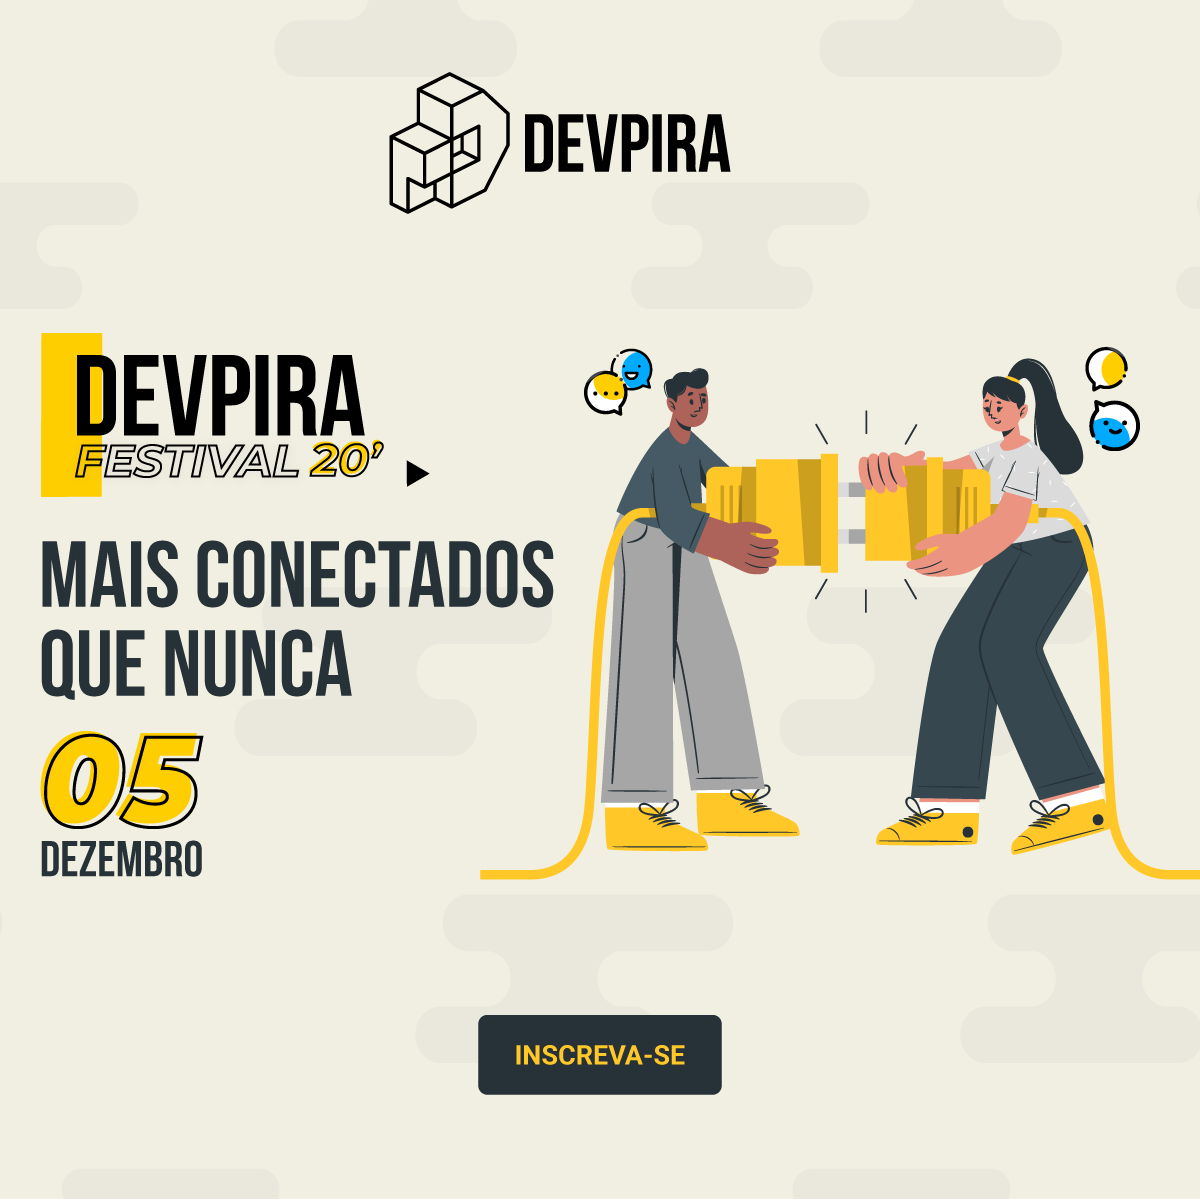 DEVPIRA
DEVPIRA
FESTIVAL 20'
MAIS CONECTADOS
QUE NUNCA
05
DEZEMBRO
INSCREVA-SE